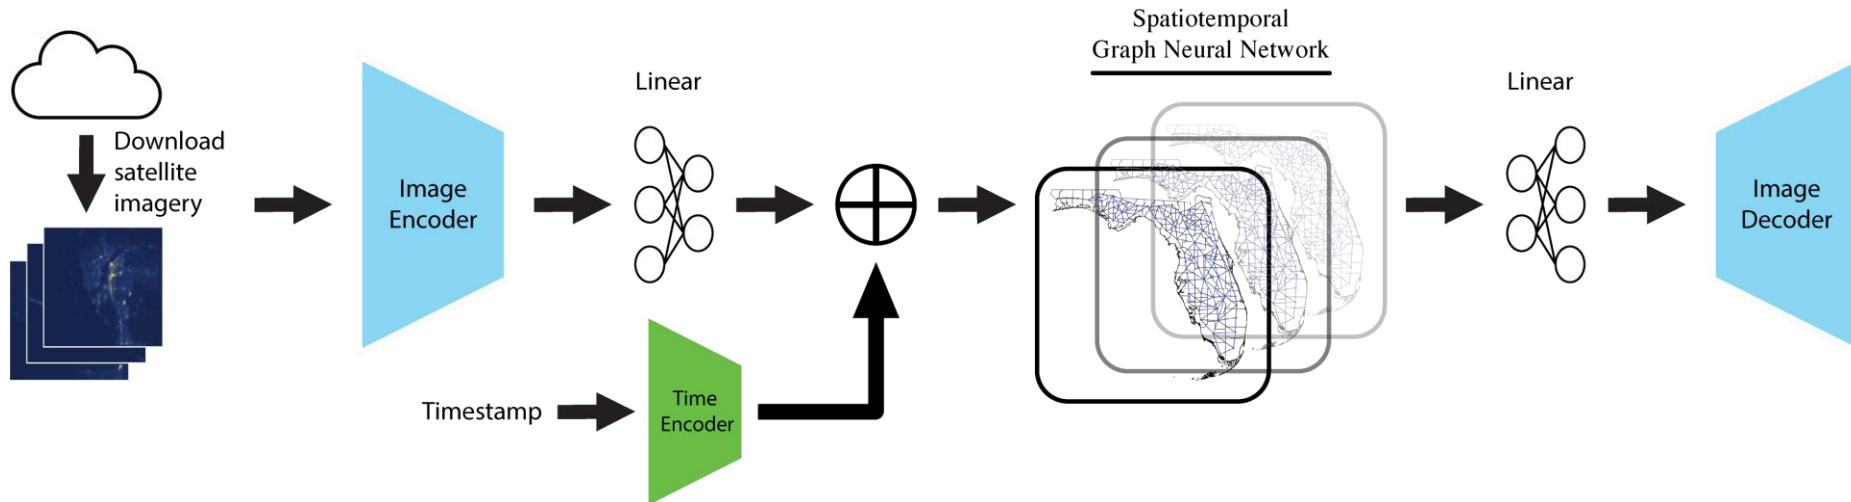 Spatiotemporal
Graph Neural Network
Linear
Linear
Download
satellite
imagery
Image
Encoder
Image
Decoder
Timestamp
Time
Encoder